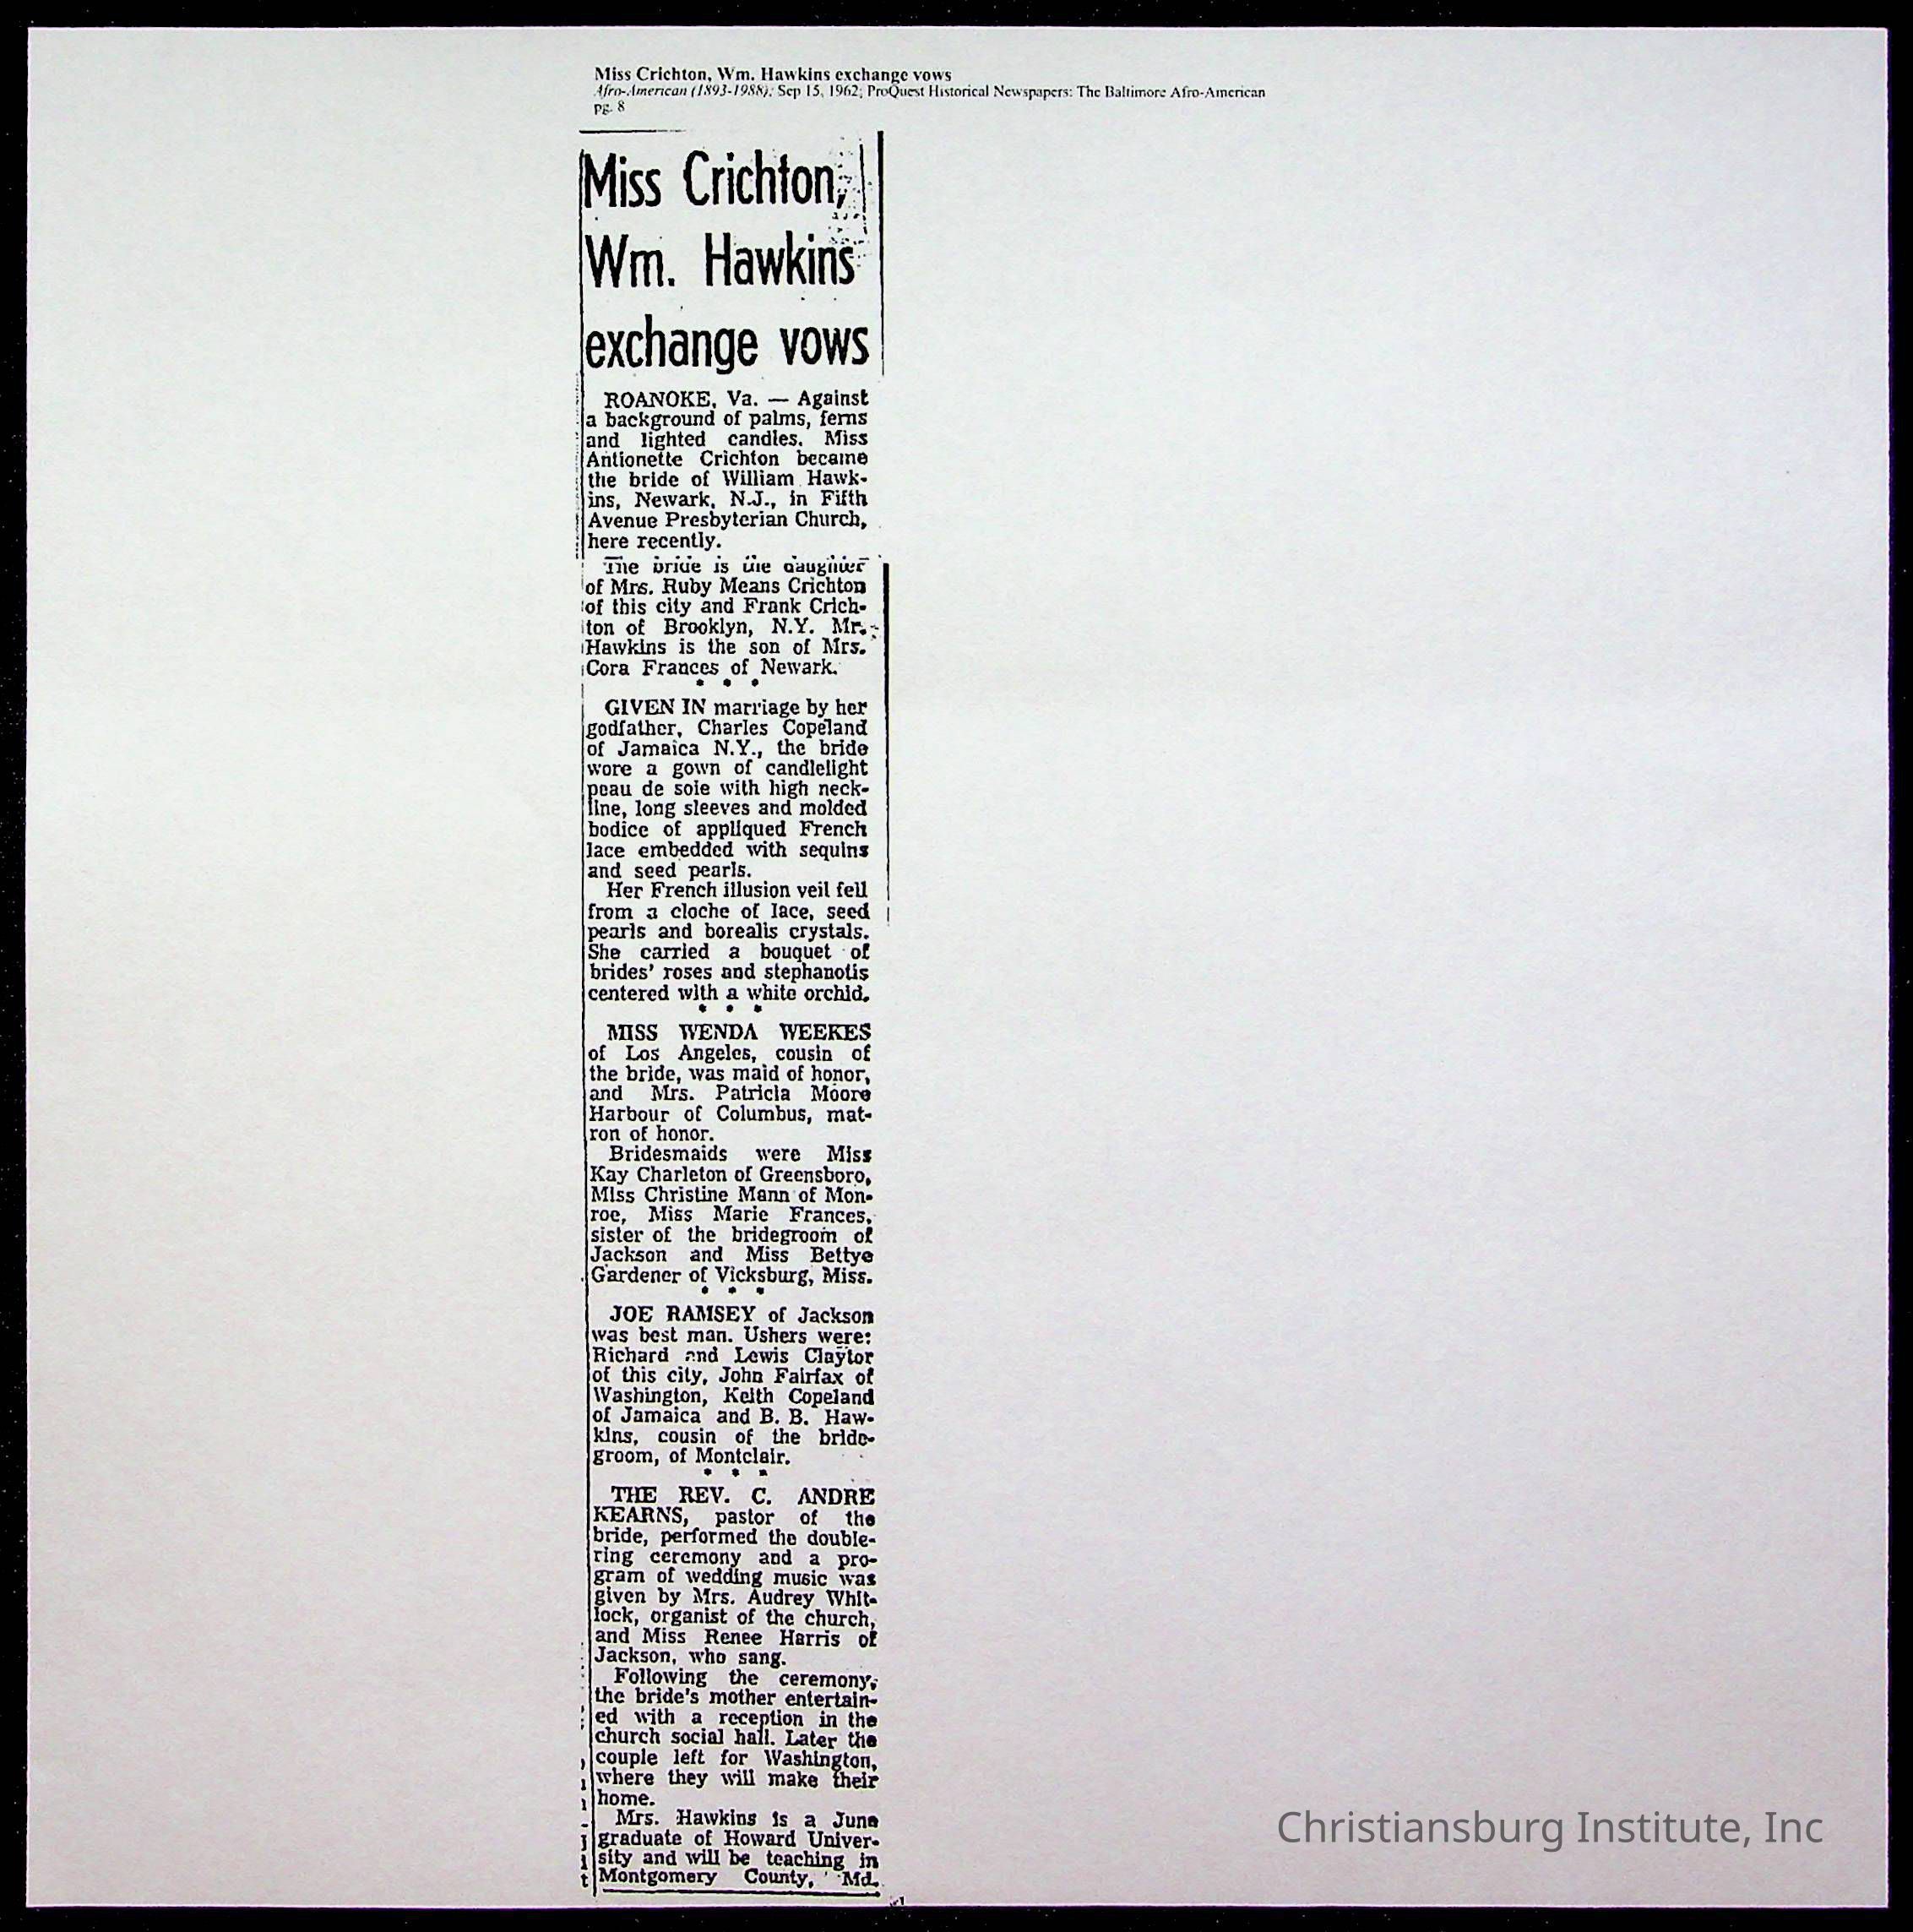 Miss Crichton, Wm. Hawkins exchange vows
Afro-American (1893-1988); Sep 15, 1962; ProQuest Historical Newspapers: The Baltimore Afro-American
pg. 8
Miss Crichton,
Wm. Hawkins
exchange vows
ROANOKE, Va. — Against
a background of palms, ferns
and lighted candles. Miss
Antionette Crichton became
the bride of William Hawk-
ins, Newark, N.J., in Fifth
Avenue Presbyterian Church,
here recently.
The bride is the daughter
of Mrs. Ruby Means Crichton
of this city and Frank Crich-
ton of Brooklyn, N.Y. Mr.
Hawkins is the son of Mrs.
Cora Frances of Newark.
* * *
GIVEN IN marriage by her
godfather, Charles Copeland
of Jamaica N.Y., the bride
wore a gown of candlelight
peau de soie with high neck-
line, long sleeves and molded
bodice of appliqued French
lace embedded with sequins
and seed pearls.
Her French illusion veil fell
from a cloche of lace, seed
pearls and borealis crystals.
She carried a bouquet of
brides' roses and stephanotis
centered with a white orchid.
* * *
MISS WENDA WEEKES
of Los Angeles, cousin of
the bride, was maid of honor,
and Mrs. Patricia Moore
Harbour of Columbus, mat-
ron of honor.
Bridesmaids were Miss
Kay Charleton of Greensboro,
Miss Christine Mann of Mon-
roe, Miss Marie Frances,
sister of the bridegroom of
Jackson and Miss Bettye
Gardener of Vicksburg, Miss.
* * *
JOE RAMSEY of Jackson
was best man. Ushers were:
Richard and Lewis Claytor
of this city, John Fairfax of
Washington, Keith Copeland
of Jamaica and B. B. Haw-
kins, cousin of the bride-
groom, of Montclair.
* * *
THE REV. C. ANDRE
KEARNS, pastor of the
bride, performed the double-
ring ceremony and a pro-
gram of wedding music was
given by Mrs. Audrey Whit-
lock, organist of the church,
and Miss Renee Harris of
Jackson, who sang.
Following the ceremony,
the bride's mother entertain-
ed with a reception in the
church social hall. Later the
couple left for Washington,
where they will make their
home.
Mrs. Hawkins is a June
graduate of Howard Univer-
sity and will be teaching in
Montgomery County, Md.
Christiansburg Institute, Inc